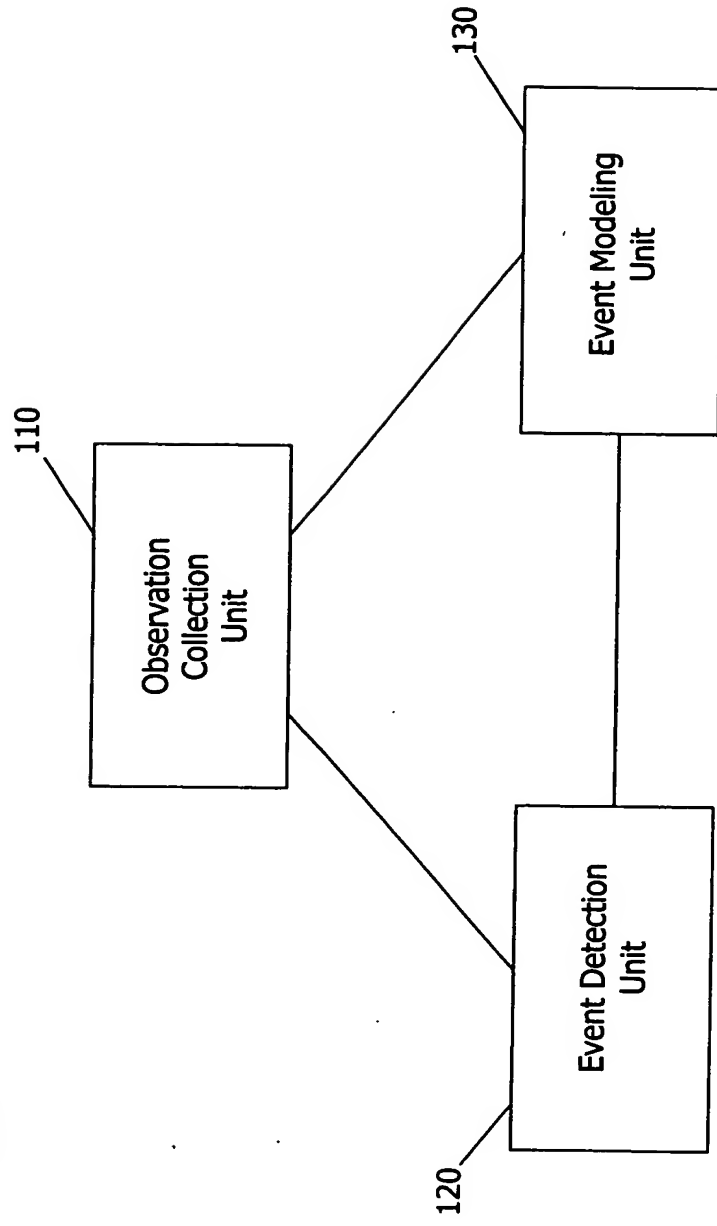 110
Observation
Collection
Unit
120
Event Detection
Unit
130
Event Modeling
Unit